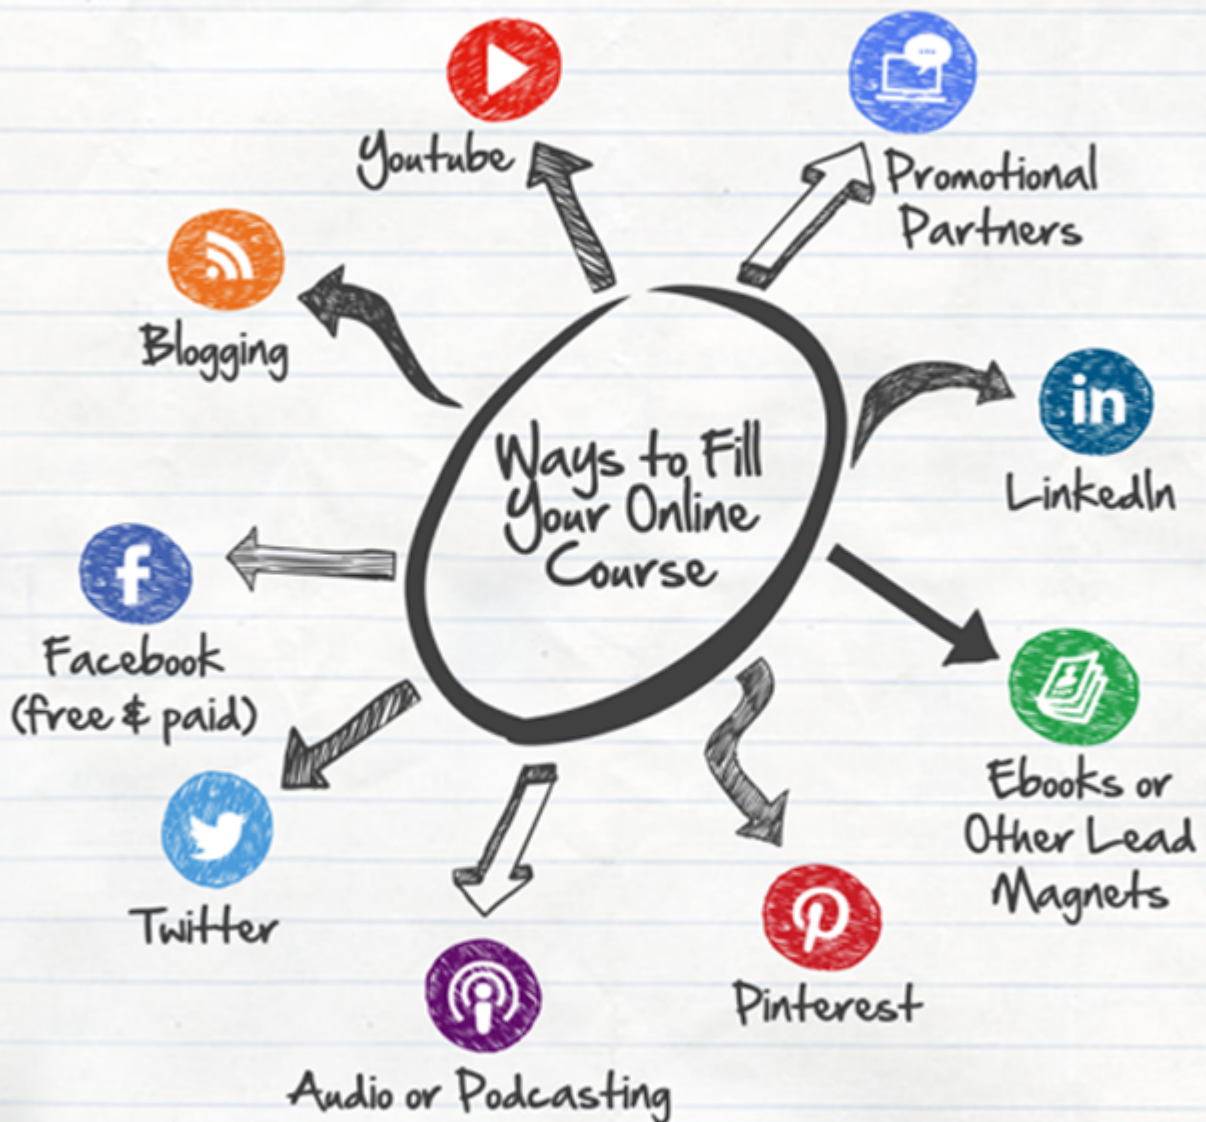 Youtube
Promotional
Partners
Blogging
LinkedIn
Ways to Fill
Your Online
Course
Facebook
(free & paid)
Ebooks or
Other Lead
Magnets
Twitter
Pinterest
Audio or Podcasting